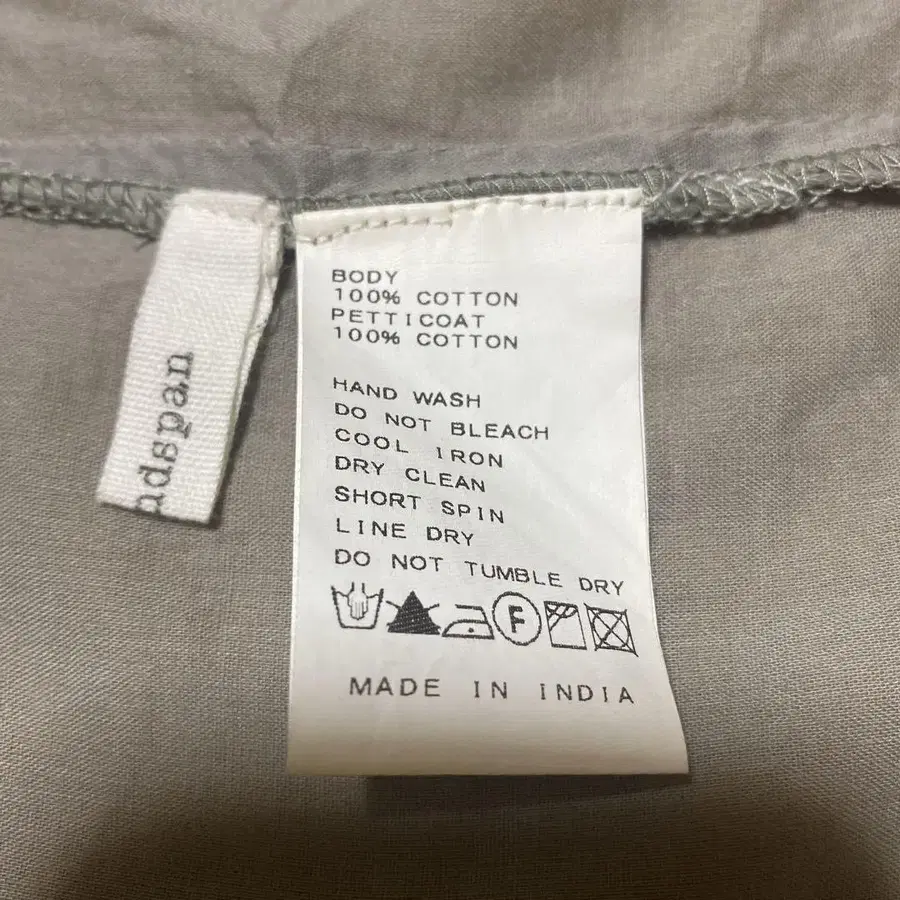 BODY
100% COTTON
PETTICOAT
100% COTTON
HAND WASH
DO NOT BLEACH
COOL IRON
DRY CLEAN
SHORT SPIN
LINE DRY
DO NOT TUMBLE DRY
F
MADE IN INDIA
ndspan